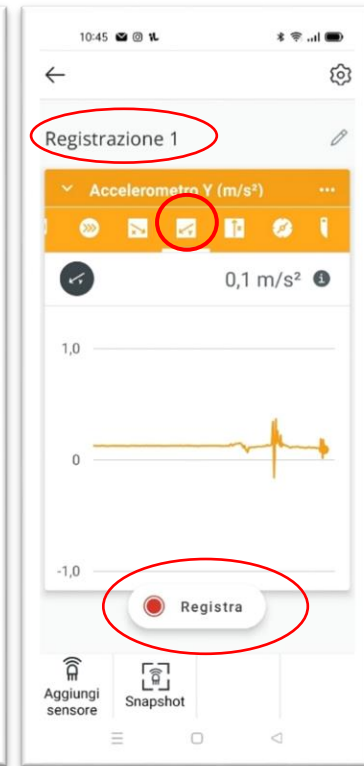 10:45
Registrazione 1
Accelerometro Y (m/s²)
0,1 m/s²
1,0
0
-1,0
Registra
Aggiungi
sensore
Snapshot